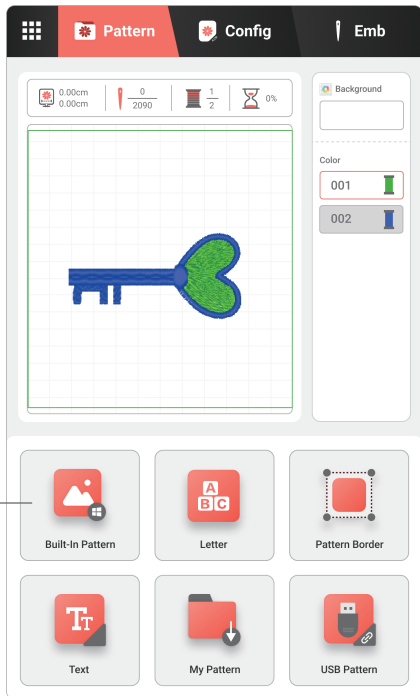 Pattern
Config
Emb
0.00cm
0.00cm
0
2090
1
2
0%
Background
Color
001
002
A
B C
Built-In Pattern
Letter
Pattern Border
TT
Text
My Pattern
USB Pattern